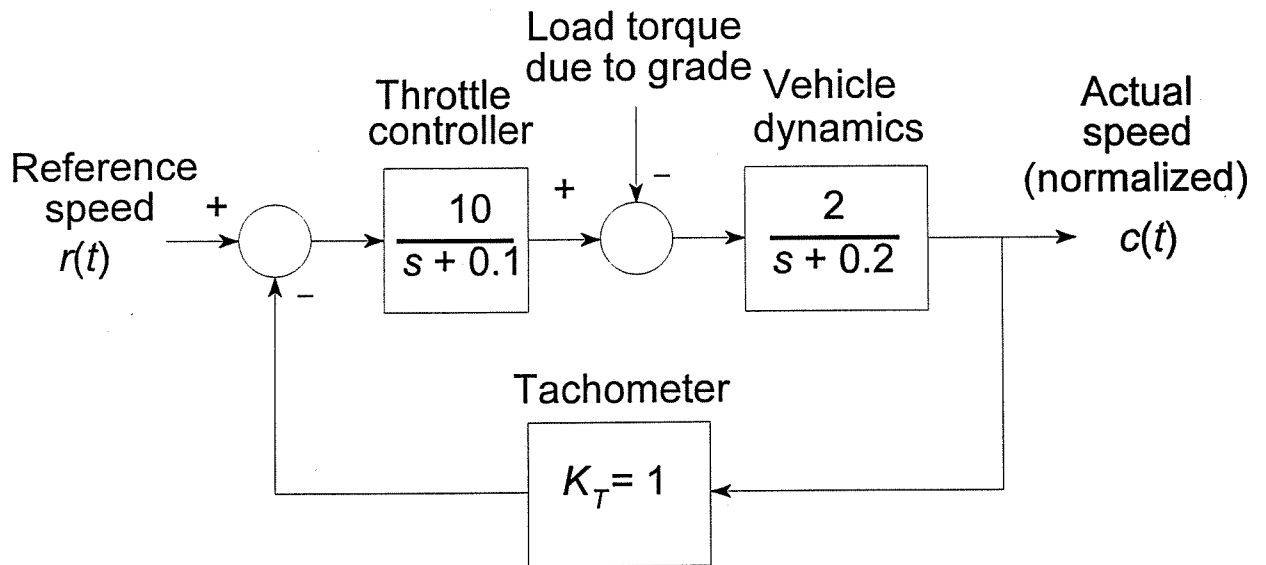 Load torque
due to grade
Throttle
controller
Vehicle
dynamics
Actual
speed
(normalized)
c(t)
Reference
speed
r(t)
+
−
10
s + 0.1
+
−
2
s + 0.2
Tachometer
K_T = 1